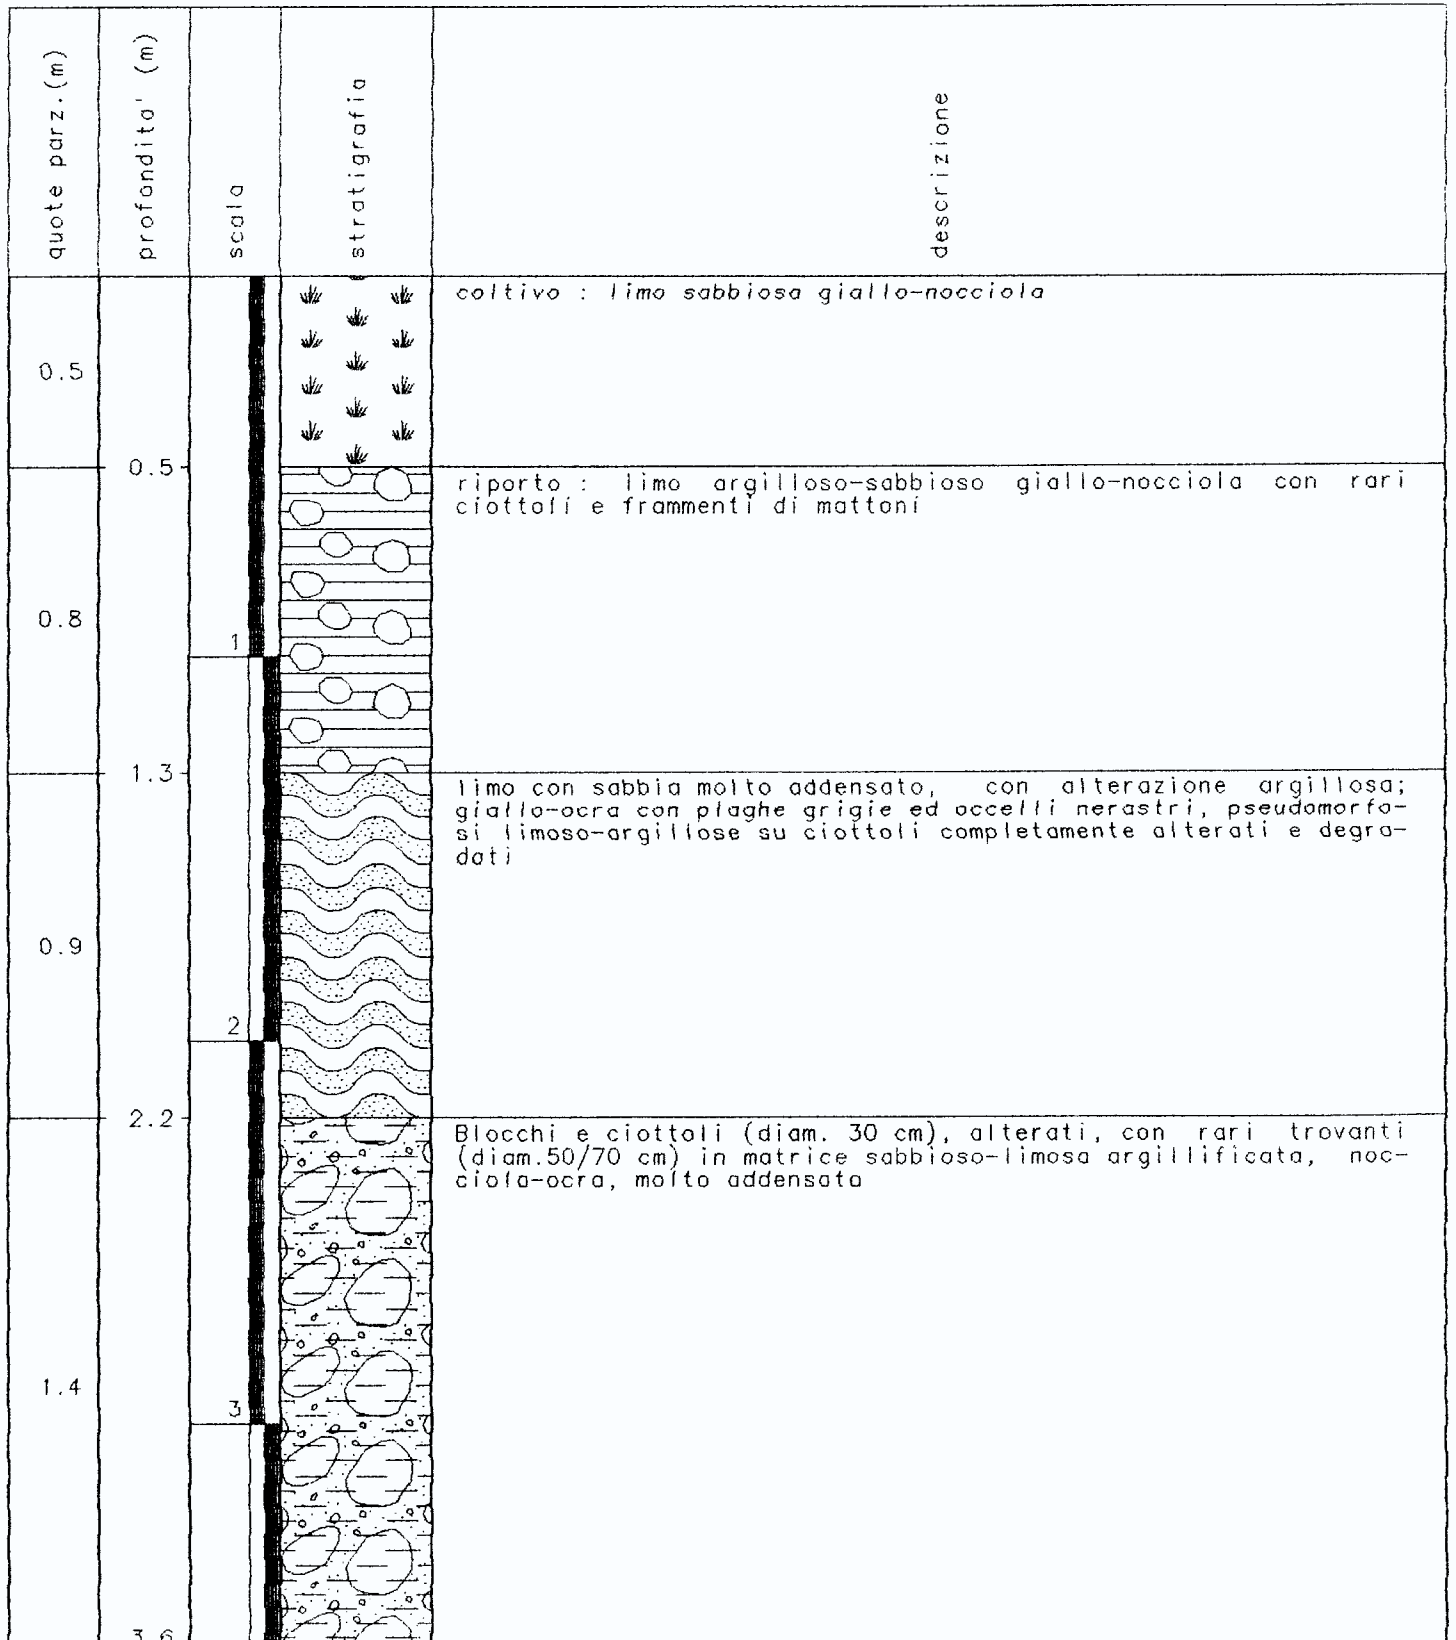 quote parz.(m)
profondita' (m)
scala
stratigrafia
descrizione
coltivo : limo sabbiosa giallo-nocciola
0.5
0.5
riporto : limo argilloso-sabbioso giallo-nocciola con rari
ciottoli e frammenti di mattoni
0.8
1
1.3
limo con sabbia molto addensato, con alterazione argillosa;
giallo-ocra con plaghe grigie ed occelli nerastri, pseudomorfo-
si limoso-argillose su ciottoli completamente alterati e degra-
dati
0.9
2
2.2
Blocchi e ciottoli (diam. 30 cm), alterati, con rari trovanti
(diam.50/70 cm) in matrice sabbioso-limosa argillificata, noc-
ciola-ocra, molto addensata
1.4
3
3.6